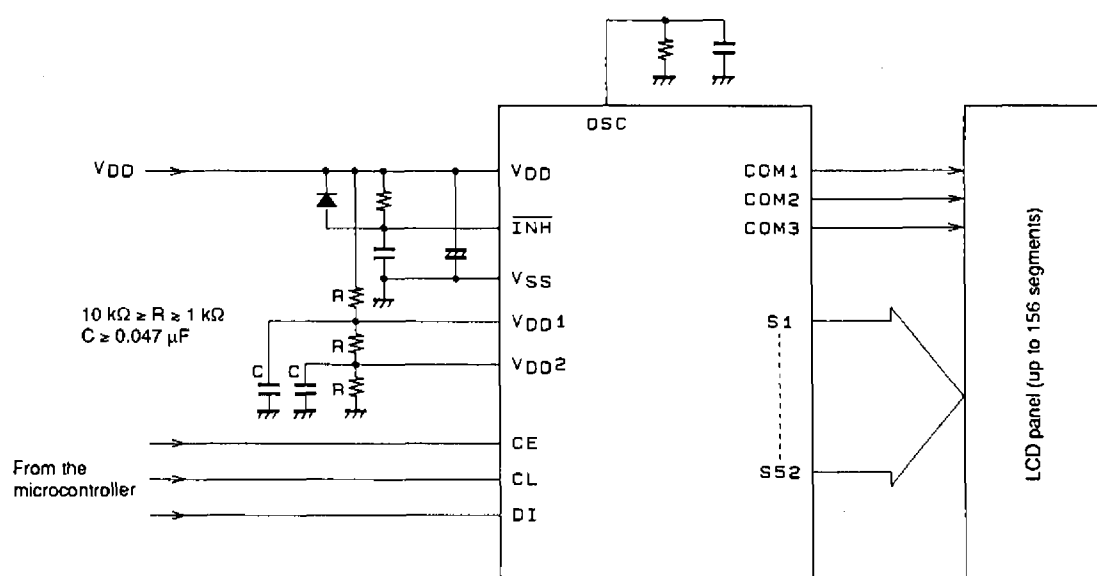 OSC
VDD
VDD
COM1
COM2
INH
COM3
VSS
R
10 kΩ ≥ R ≥ 1 kΩ
C ≥ 0.047 μF
VDD1
S1
R
VDD2
C
C
R
CE
From the
microcontroller
CL
S52
DI
LCD panel (up to 156 segments)